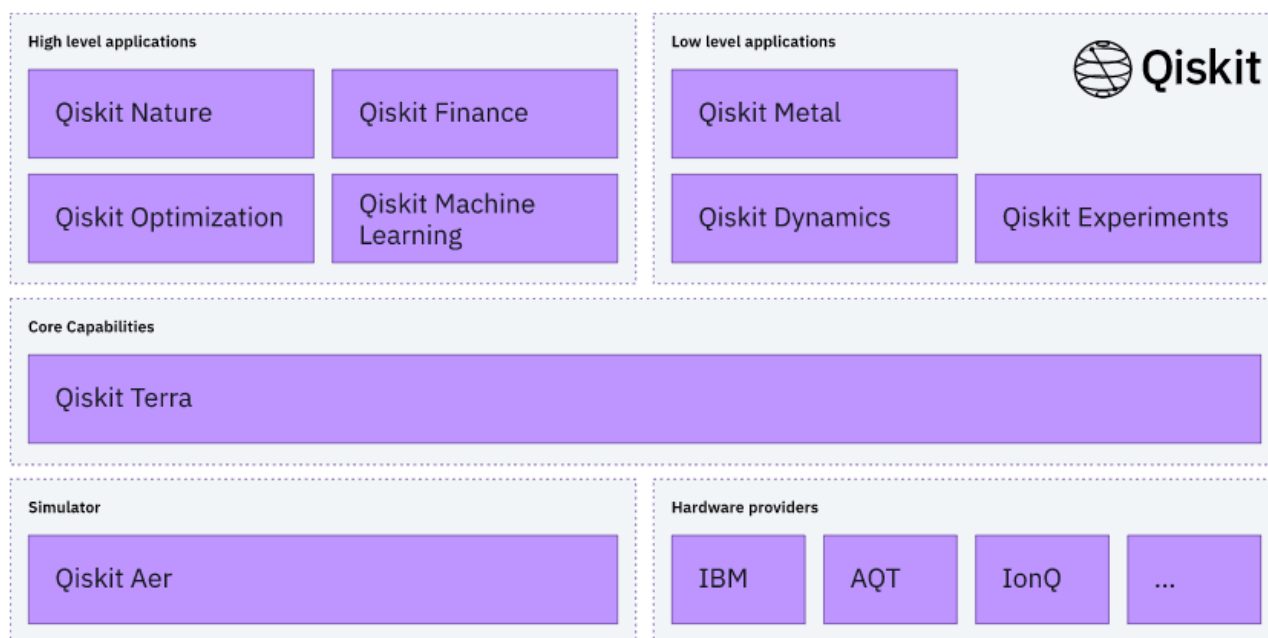 High level applications
Qiskit Nature
Qiskit Finance
Qiskit Optimization
Qiskit Machine
Learning
Low level applications
Qiskit
Qiskit Metal
Qiskit Dynamics
Qiskit Experiments
Core Capabilities
Qiskit Terra
Simulator
Qiskit Aer
Hardware providers
IBM
AQT
IonQ
...